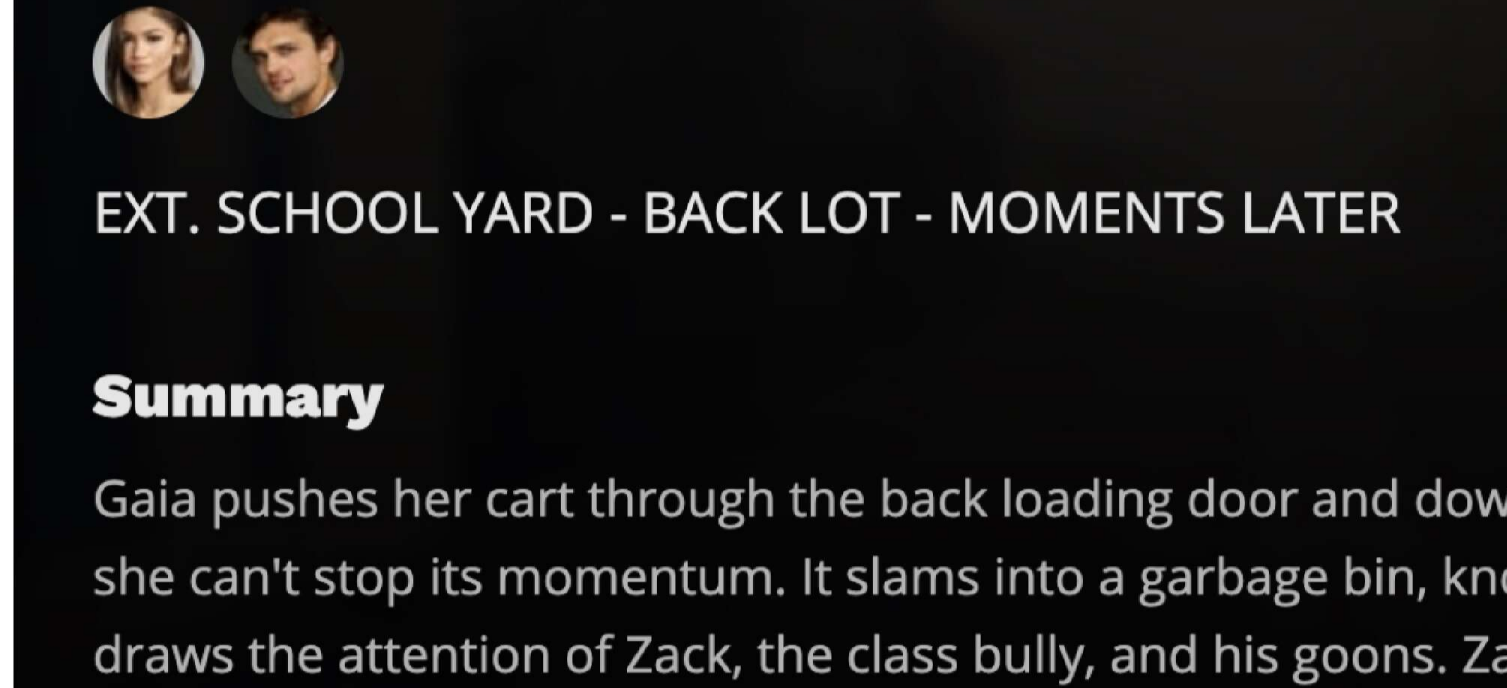 EXT. SCHOOL YARD - BACK LOT - MOMENTS LATER
Summary
Gaia pushes her cart through the back loading door and
she can't stop its momentum. It slams into a garbage bin,
draws the attention of Zack, the class bully, and his goons.